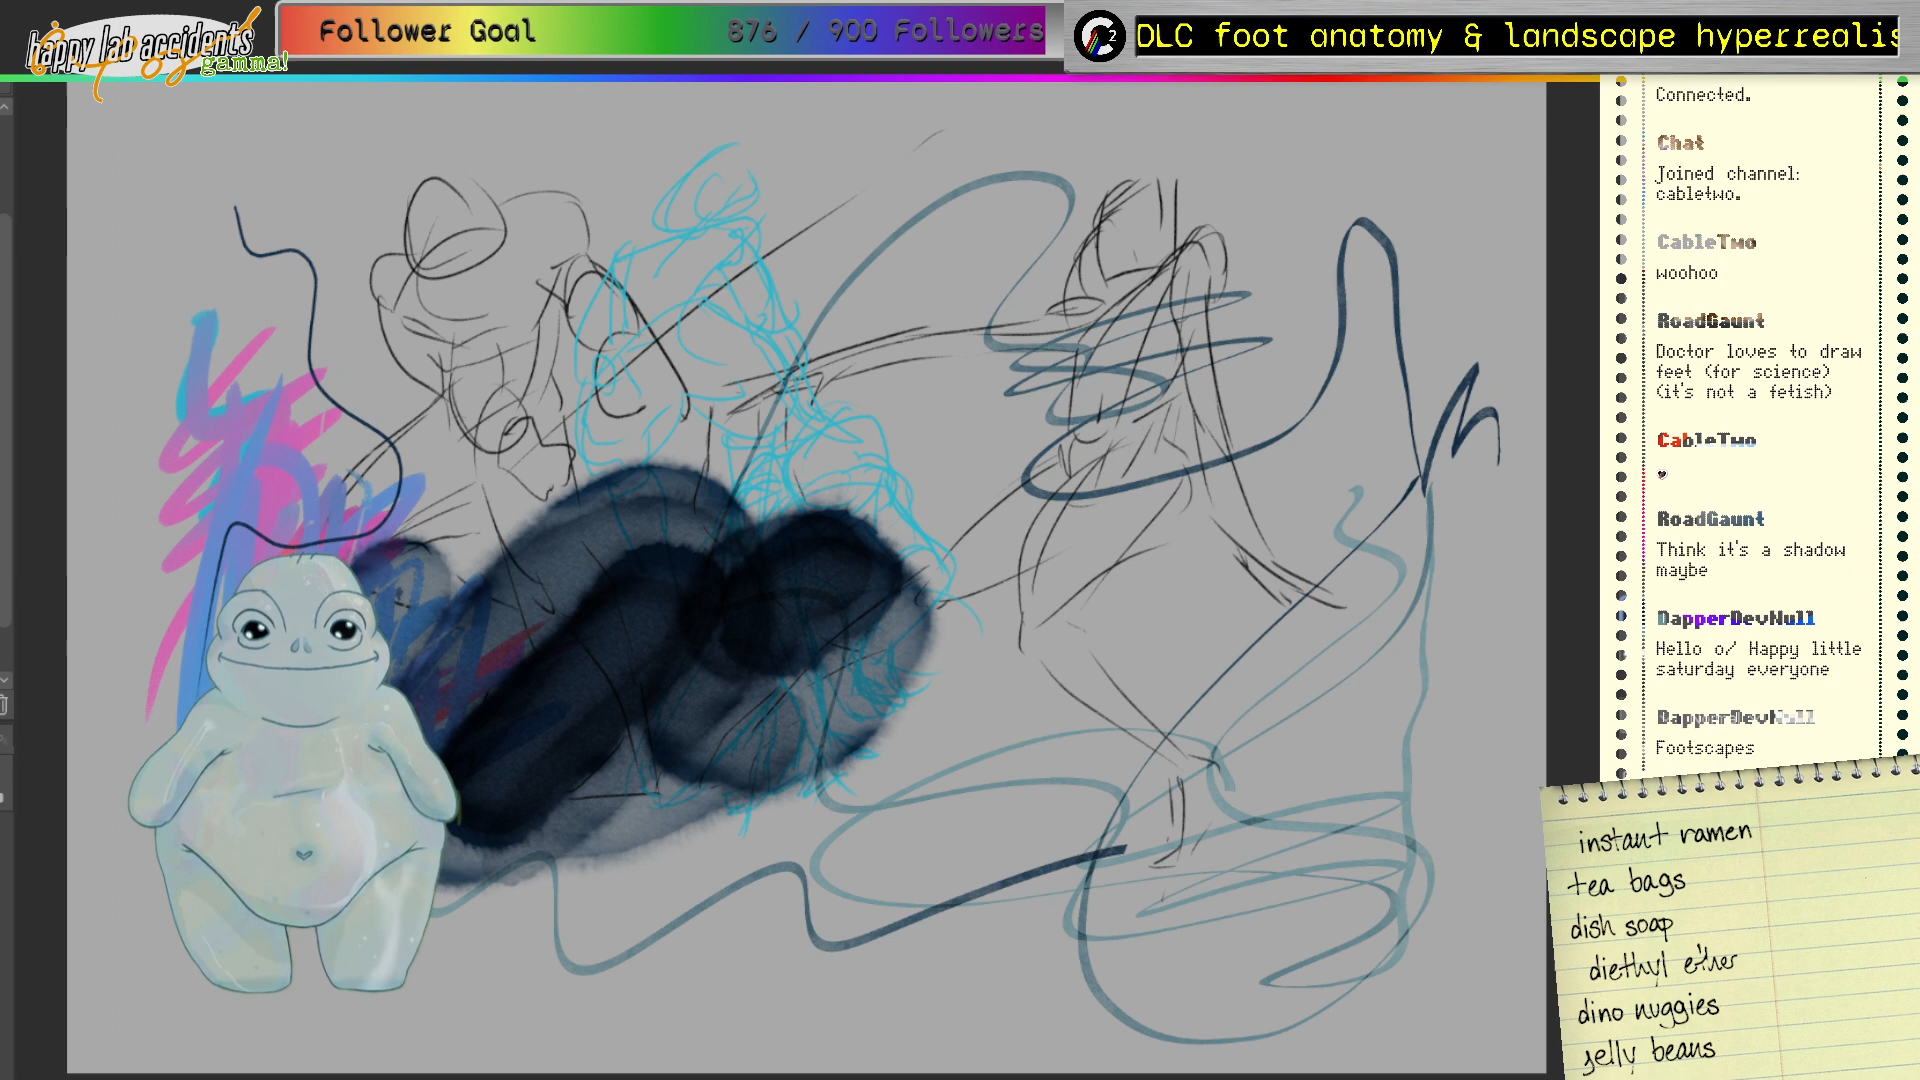 happy lab accidents
gamma!
Follower Goal
876 / 900 Followers
DLC foot anatomy & landscape hyperrealis
Connected.
Chat
Joined channel:
cabletwo.
CableTwo
woohoo
RoadGaunt
Doctor loves to draw
feet (for science)
(it's not a fetish)
CableTwo
RoadGaunt
Think it's a shadow
maybe
DapperDevNull
Hello o/ Happy little
saturday everyone
DapperDevNull
Footscapes
instant ramen
tea bags
dish soap
diethyl ether
dino nuggies
jelly beans